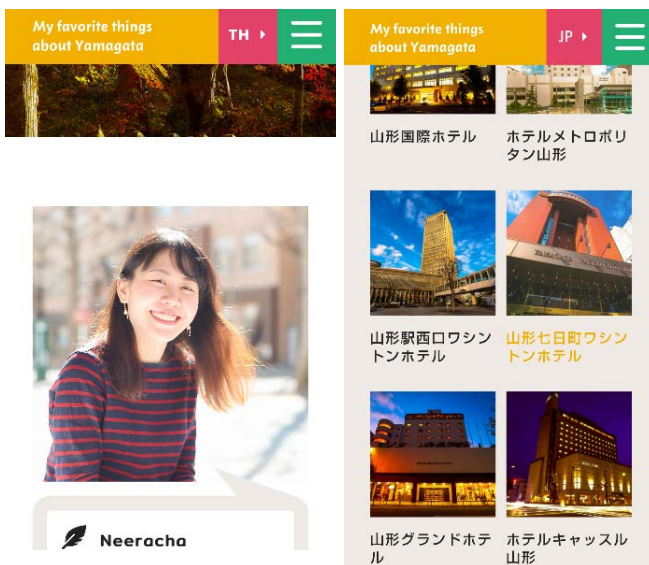 My favorite things
about Yamagata
TH
Neeracha
My favorite things
about Yamagata
JP
山形国際ホテル
ホテルメトロポリ
タン山形
山形駅西口ワシン
トンホテル
山形七日町ワシン
トンホテル
山形グランドホテ
ル
ホテルキャッスル
山形